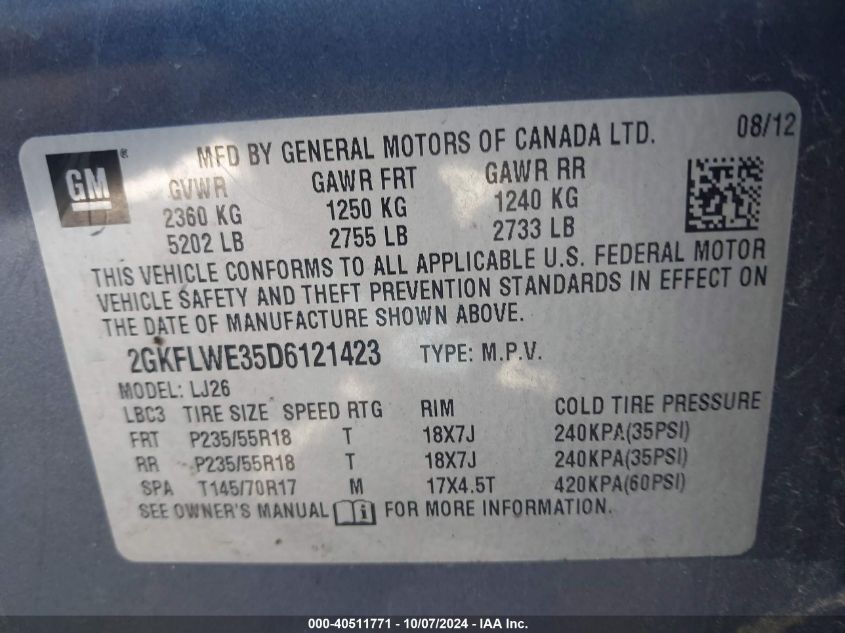 08/12
GM ®
MFD BY GENERAL MOTORS OF CANADA LTD.
GVWR GAWR FRT GAWR RR
2360 KG 1250 KG 1240 KG
5202 LB 2755 LB 2733 LB
THIS VEHICLE CONFORMS TO ALL APPLICABLE U.S. FEDERAL MOTOR
VEHICLE SAFETY AND THEFT PREVENTION STANDARDS IN EFFECT ON
THE DATE OF MANUFACTURE SHOWN ABOVE.
2GKFLWE35D6121423 TYPE: M.P.V.
MODEL: LJ26
LBC3 TIRE SIZE SPEED RTG RIM COLD TIRE PRESSURE
FRT P235/55R18 T 18X7J 240KPA(35PSI)
RR P235/55R18 T 18X7J 240KPA(35PSI)
SPA T145/70R17 M 17X4.5T 420KPA(60PSI)
SEE OWNER'S MANUAL i FOR MORE INFORMATION.
000-40511771 - 10/07/2024 - IAA Inc.